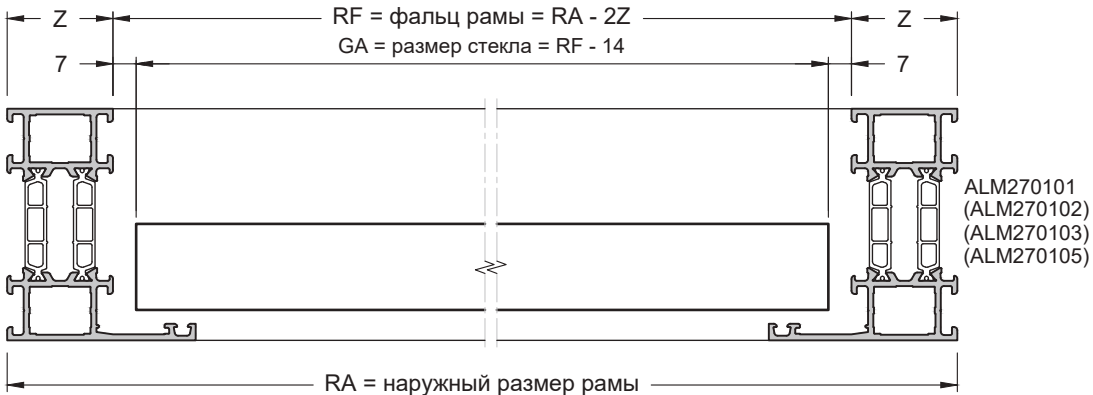 Z
RF = фальц рамы = RA - 2Z
Z
GA = размер стекла = RF - 14
7
7
ALM270101
(ALM270102)
(ALM270103)
(ALM270105)
RA = наружный размер рамы